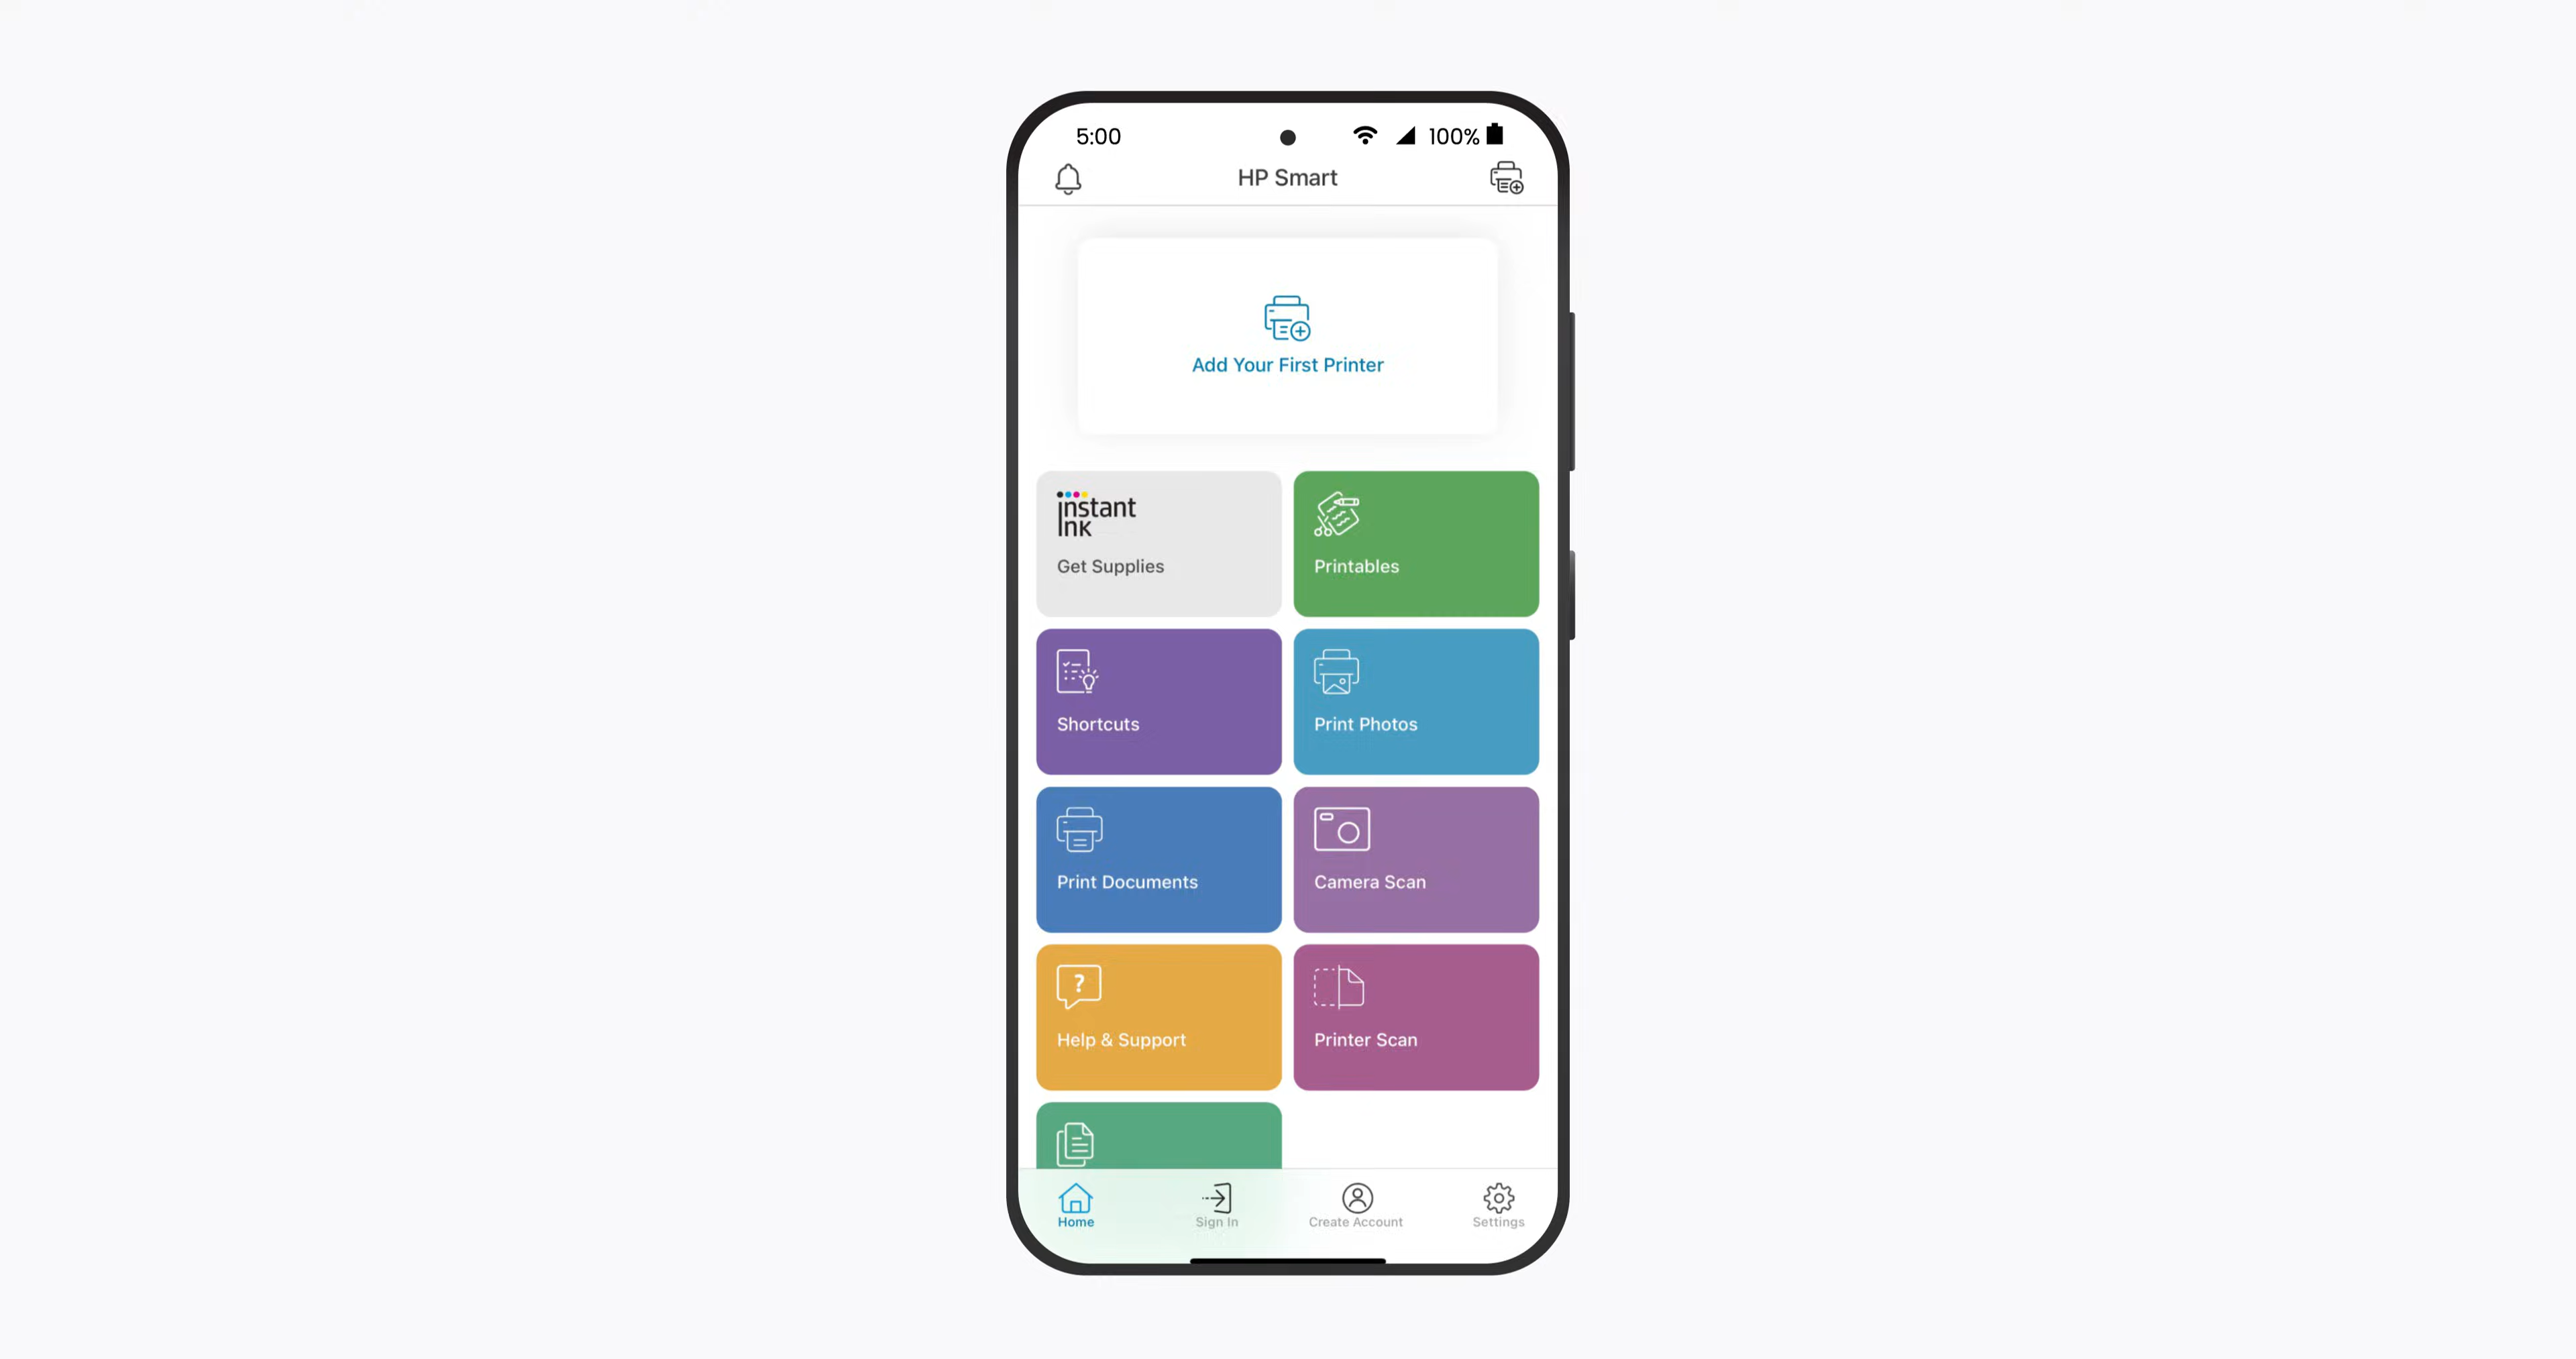 5:00
100%
HP Smart
Add Your First Printer
instant
ink
Get Supplies
Printables
Shortcuts
Print Photos
Print Documents
Camera Scan
?
Help & Support
Printer Scan
Home
Sign In
Create Account
Settings